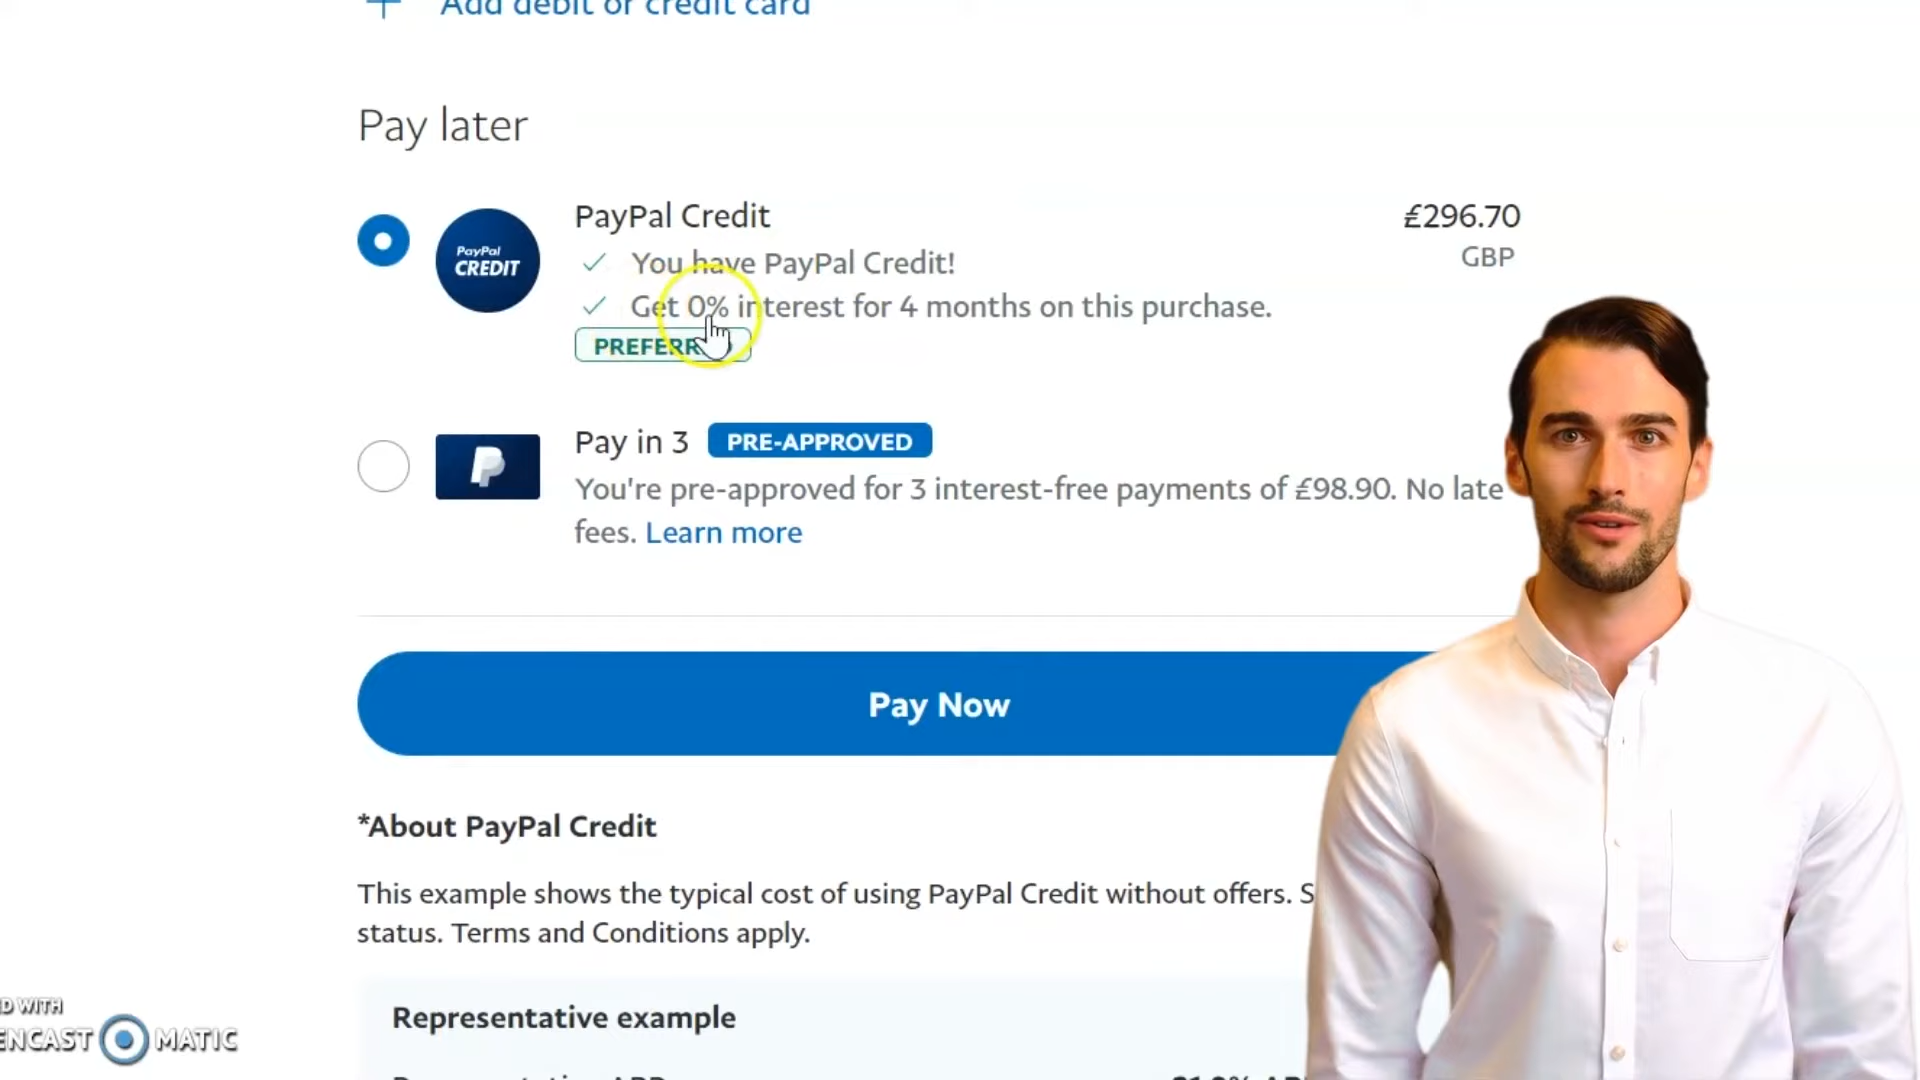 Add debit or credit card
Pay later
PayPal Credit
£296.70
GBP
PayPal
CREDIT
You have PayPal Credit!
Get 0% interest for 4 months on this purchase.
Pay in 3
PRE-APPROVED
You're pre-approved for 3 interest-free payments of £98.90. No late
fees. Learn more
Pay Now
*About PayPal Credit
This example shows the typical cost of using PayPal Credit without offers.
status. Terms and Conditions apply.
Representative example
WITH
MATIC